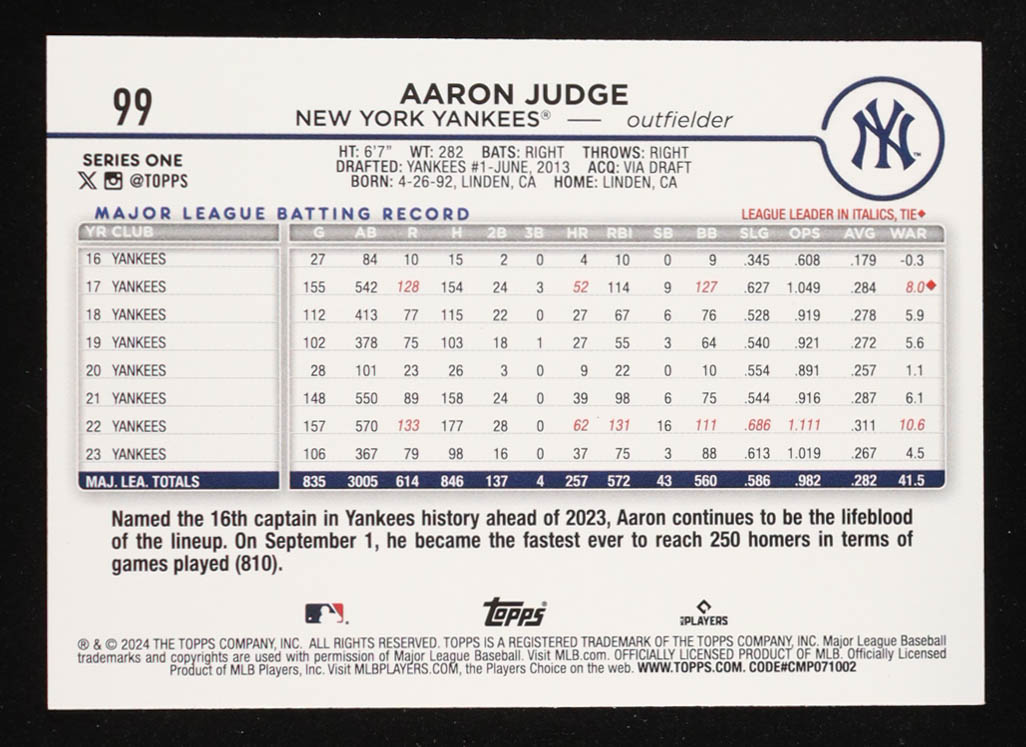 99
AARON JUDGE
NEW YORK YANKEES® — outfielder
NY™
SERIES ONE
X @TOPPS
HT: 6'7" WT: 282 BATS: RIGHT THROWS: RIGHT
DRAFTED: YANKEES #1-JUNE, 2013 ACQ: VIA DRAFT
BORN: 4-26-92, LINDEN, CA HOME: LINDEN, CA
MAJOR LEAGUE BATTING RECORD
LEAGUE LEADER IN ITALICS, TIE♦
YR CLUB G AB R H 2B 3B HR RBI SB BB SLG OPS AVG WAR
16 YANKEES 27 84 10 15 2 0 4 10 0 9 .345 .608 .179 -0.3
17 YANKEES 155 542 128 154 24 3 52 114 9 127 .627 1.049 .284 8.0♦
18 YANKEES 112 413 77 115 22 0 27 67 6 76 .528 .919 .278 5.9
19 YANKEES 102 378 75 103 18 1 27 55 3 64 .540 .921 .272 5.6
20 YANKEES 28 101 23 26 3 0 9 22 0 10 .554 .891 .257 1.1
21 YANKEES 148 550 89 158 24 0 39 98 6 75 .544 .916 .287 6.1
22 YANKEES 157 570 133 177 28 0 62 131 16 111 .686 1.111 .311 10.6
23 YANKEES 106 367 79 98 16 0 37 75 3 88 .613 1.019 .267 4.5
MAJ. LEA. TOTALS 835 3005 614 846 137 4 257 572 43 560 .586 .982 .282 41.5
Named the 16th captain in Yankees history ahead of 2023, Aaron continues to be the lifeblood
of the lineup. On September 1, he became the fastest ever to reach 250 homers in terms of
games played (810).
topps®
MLB PLAYERS
® & © 2024 THE TOPPS COMPANY, INC. ALL RIGHTS RESERVED. TOPPS IS A REGISTERED TRADEMARK OF THE TOPPS COMPANY, INC. Major League Baseball
trademarks and copyrights are used with permission of Major League Baseball. Visit MLB.com. OFFICIALLY LICENSED PRODUCT OF MLB. Officially Licensed
Product of MLB Players, Inc. Visit MLBPLAYERS.COM, the Players Choice on the web. WWW.TOPPS.COM. CODE#CMP071002